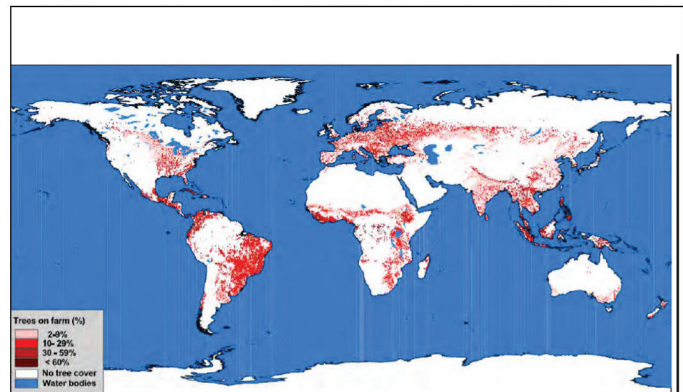 Trees on farm (%)
2-9%
10- 29%
30 - 59%
< 60%
No tree cover
Water bodies